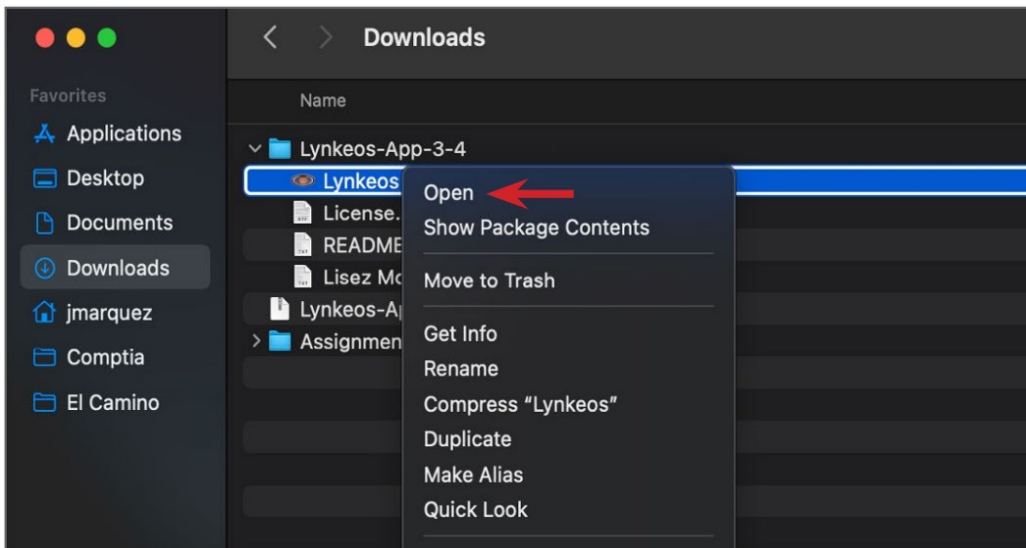 Downloads
Favorites
Name
Applications
Desktop
Documents
Downloads
jmarquez
Comptia
El Camino
Lynkeos-App-3-4
Lynkeos
License.
README
Lisez Mo
Lynkeos-A
Assignmen
Open
Show Package Contents
Move to Trash
Get Info
Rename
Compress “Lynkeos”
Duplicate
Make Alias
Quick Look